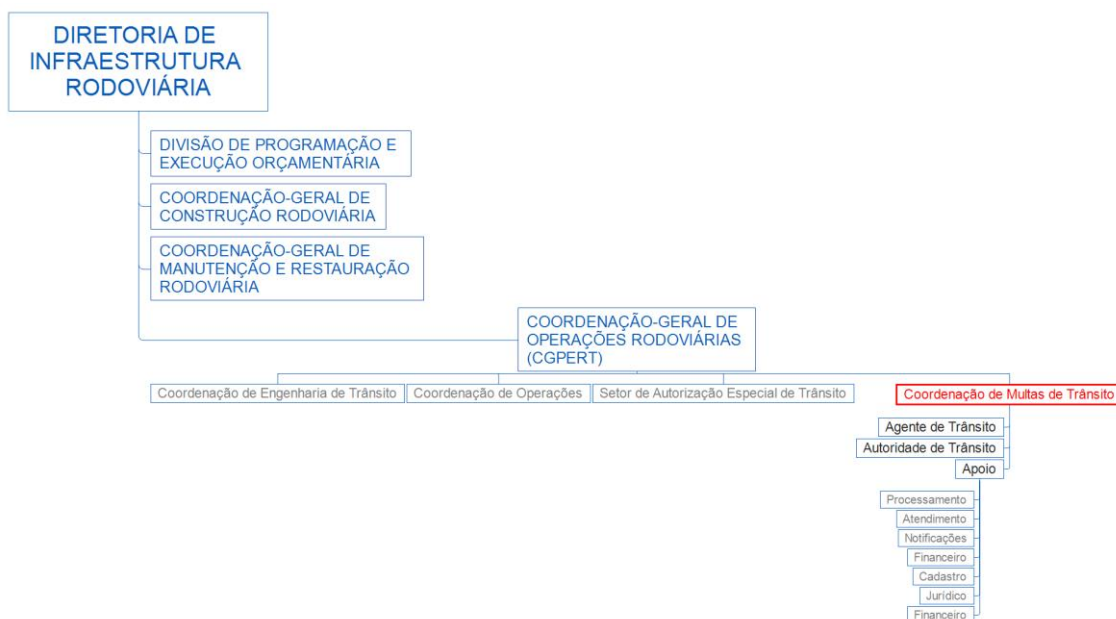 DIRETORIA DE
INFRAESTRUTURA
RODOVIÁRIA
DIVISÃO DE PROGRAMAÇÃO E
EXECUÇÃO ORÇAMENTÁRIA
COORDENAÇÃO-GERAL DE
CONSTRUÇÃO RODOVIÁRIA
COORDENAÇÃO-GERAL DE
MANUTENÇÃO E RESTAURAÇÃO
RODOVIÁRIA
COORDENAÇÃO-GERAL DE
OPERAÇÕES RODOVIÁRIAS
(CGPERT)
Coordenação de Engenharia de Trânsito
Coordenação de Operações
Setor de Autorização Especial de Trânsito
Coordenação de Multas de Trânsito
Agente de Trânsito
Autoridade de Trânsito
Apoio
Processamento
Atendimento
Notificações
Financeiro
Cadastro
Jurídico
Financeiro